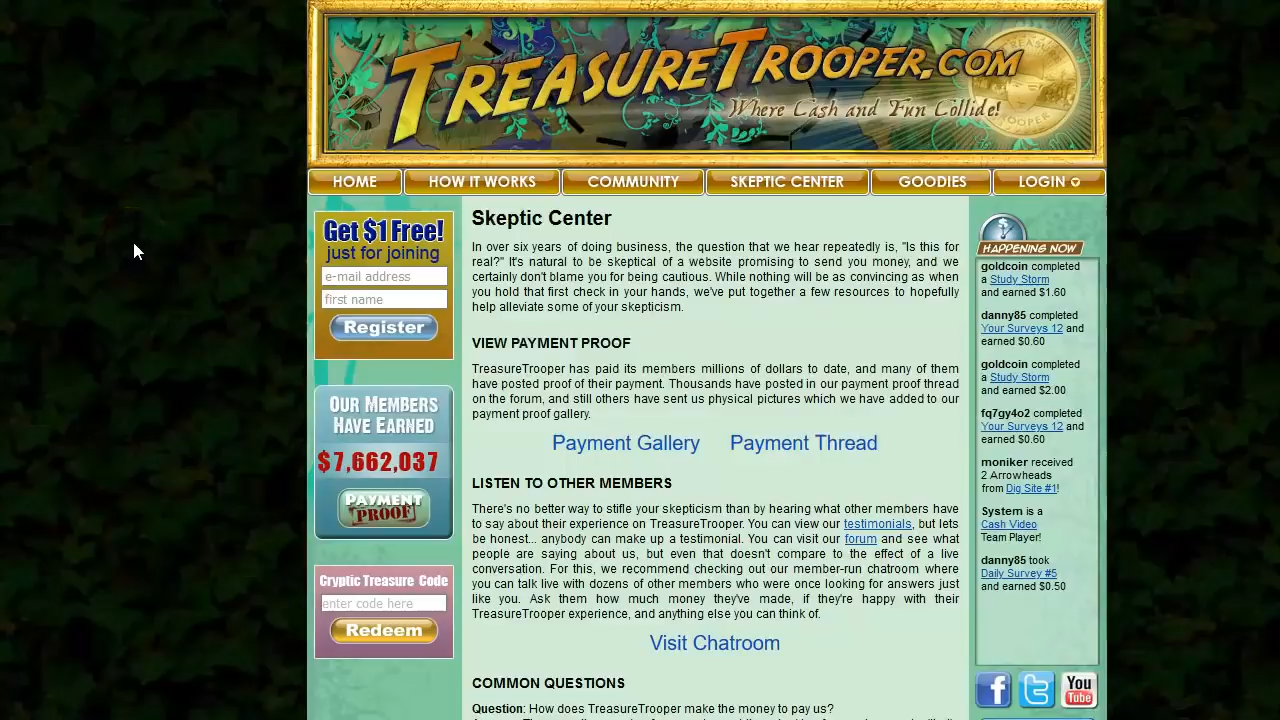 TREASURETROOPER.COM
Where Cash and Fun Collide!
HOME
HOW IT WORKS
COMMUNITY
SKEPTIC CENTER
GOODIES
LOGIN
Get $1 Free!
just for joining
e-mail address
first name
Register
OUR MEMBERS
HAVE EARNED
$7,662,037
PAYMENT
PROOF
Cryptic Treasure Code
enter code here
Redeem
Skeptic Center
In over six years of doing business, the question that we hear repeatedly is, "Is this for
real?" It's natural to be skeptical of a website promising to send you money, and we
certainly don't blame you for being cautious. While nothing will be as convincing as when
you hold that first check in your hands, we've put together a few resources to hopefully
help alleviate some of your skepticism.
VIEW PAYMENT PROOF
TreasureTrooper has paid its members millions of dollars to date, and many of them
have posted proof of their payment. Thousands have posted in our payment proof thread
on the forum, and still others have sent us physical pictures which we have added to our
payment proof gallery.
Payment Gallery Payment Thread
LISTEN TO OTHER MEMBERS
There's no better way to stifle your skepticism than by hearing what other members have
to say about their experience on TreasureTrooper. You can view our testimonials, but lets
be honest... anybody can make up a testimonial. You can visit our forum and see what
people are saying about us, but even that doesn't compare to the effect of a live
conversation. For this, we recommend checking out our member-run chatroom where
you can talk live with dozens of other members who were once looking for answers just
like you. Ask them how much money they've made, if they're happy with their
TreasureTrooper experience, and anything else you can think of.
Visit Chatroom
COMMON QUESTIONS
Question: How does TreasureTrooper make the money to pay us?
HAPPENING NOW
goldcoin completed
a Study Storm
and earned $1.60
danny85 completed
Your Surveys 12 and
earned $0.60
goldcoin completed
a Study Storm
and earned $2.00
fq7gy4o2 completed
Your Surveys 12 and
earned $0.60
moniker received
2 Arrowheads
from Dig Site #1!
System is a
Cash Video
Team Player!
danny85 took
Daily Survey #5
and earned $0.50
f
t
You
Tube